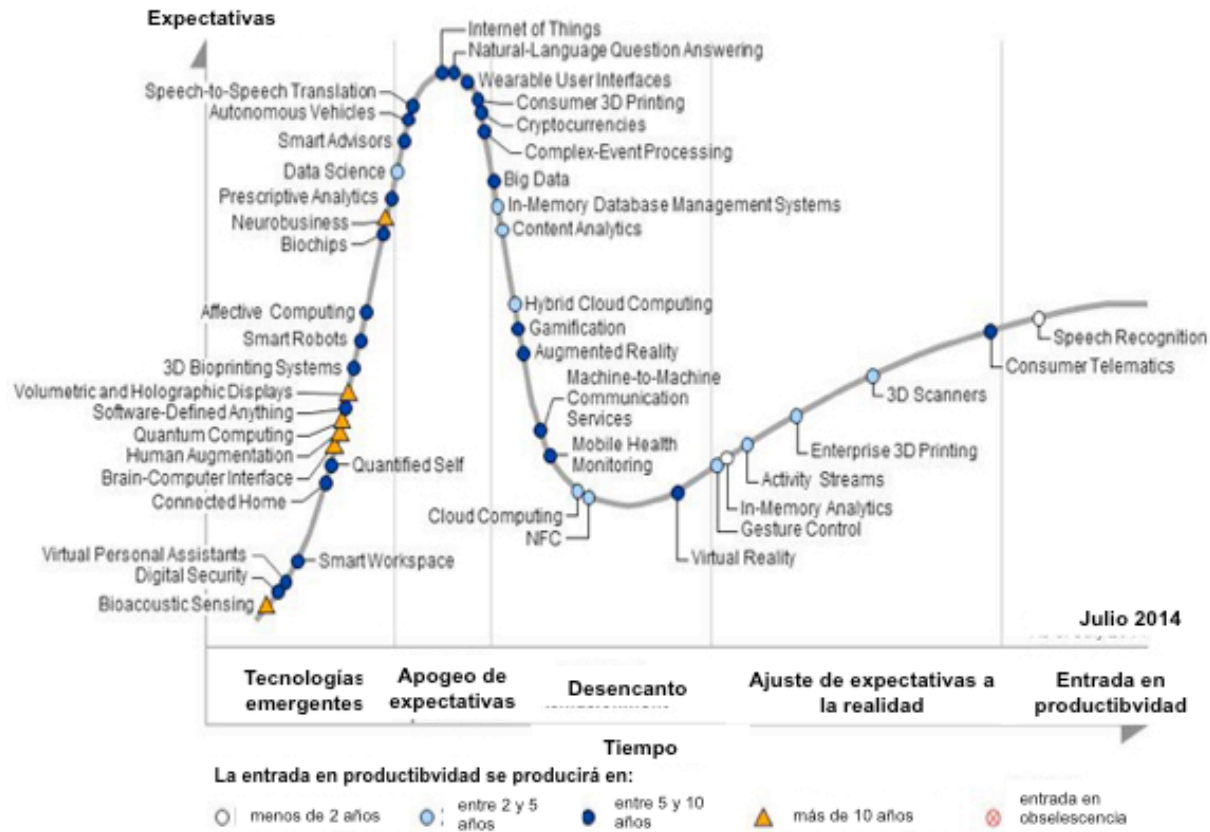 Expectativas
Internet of Things
Natural-Language Question Answering
Wearable User Interfaces
Consumer 3D Printing
Cryptocurrencies
Complex-Event Processing
Big Data
In-Memory Database Management Systems
Content Analytics
Speech-to-Speech Translation
Autonomous Vehicles
Smart Advisors
Data Science
Prescriptive Analytics
Neurobusiness
Biochips
Affective Computing
Smart Robots
3D Bioprinting Systems
Volumetric and Holographic Displays
Software-Defined Anything
Quantum Computing
Human Augmentation
Brain-Computer Interface
Quantified Self
Connected Home
Virtual Personal Assistants
Smart Workspace
Digital Security
Bioacoustic Sensing
Hybrid Cloud Computing
Gamification
Augmented Reality
Machine-to-Machine
Communication
Services
Mobile Health
Monitoring
Cloud Computing
NFC
Speech Recognition
Consumer Telematics
3D Scanners
Enterprise 3D Printing
Activity Streams
In-Memory Analytics
Gesture Control
Virtual Reality
Julio 2014
Tecnologías
emergentes
Apogeo de
expectativas
Desencanto
Ajuste de expectativas a
la realidad
Entrada en
productibvidad
Tiempo
La entrada en productibvidad se producirá en:
menos de 2 años
entre 2 y 5
años
entre 5 y 10
años
más de 10 años
entrada en
obselescencia